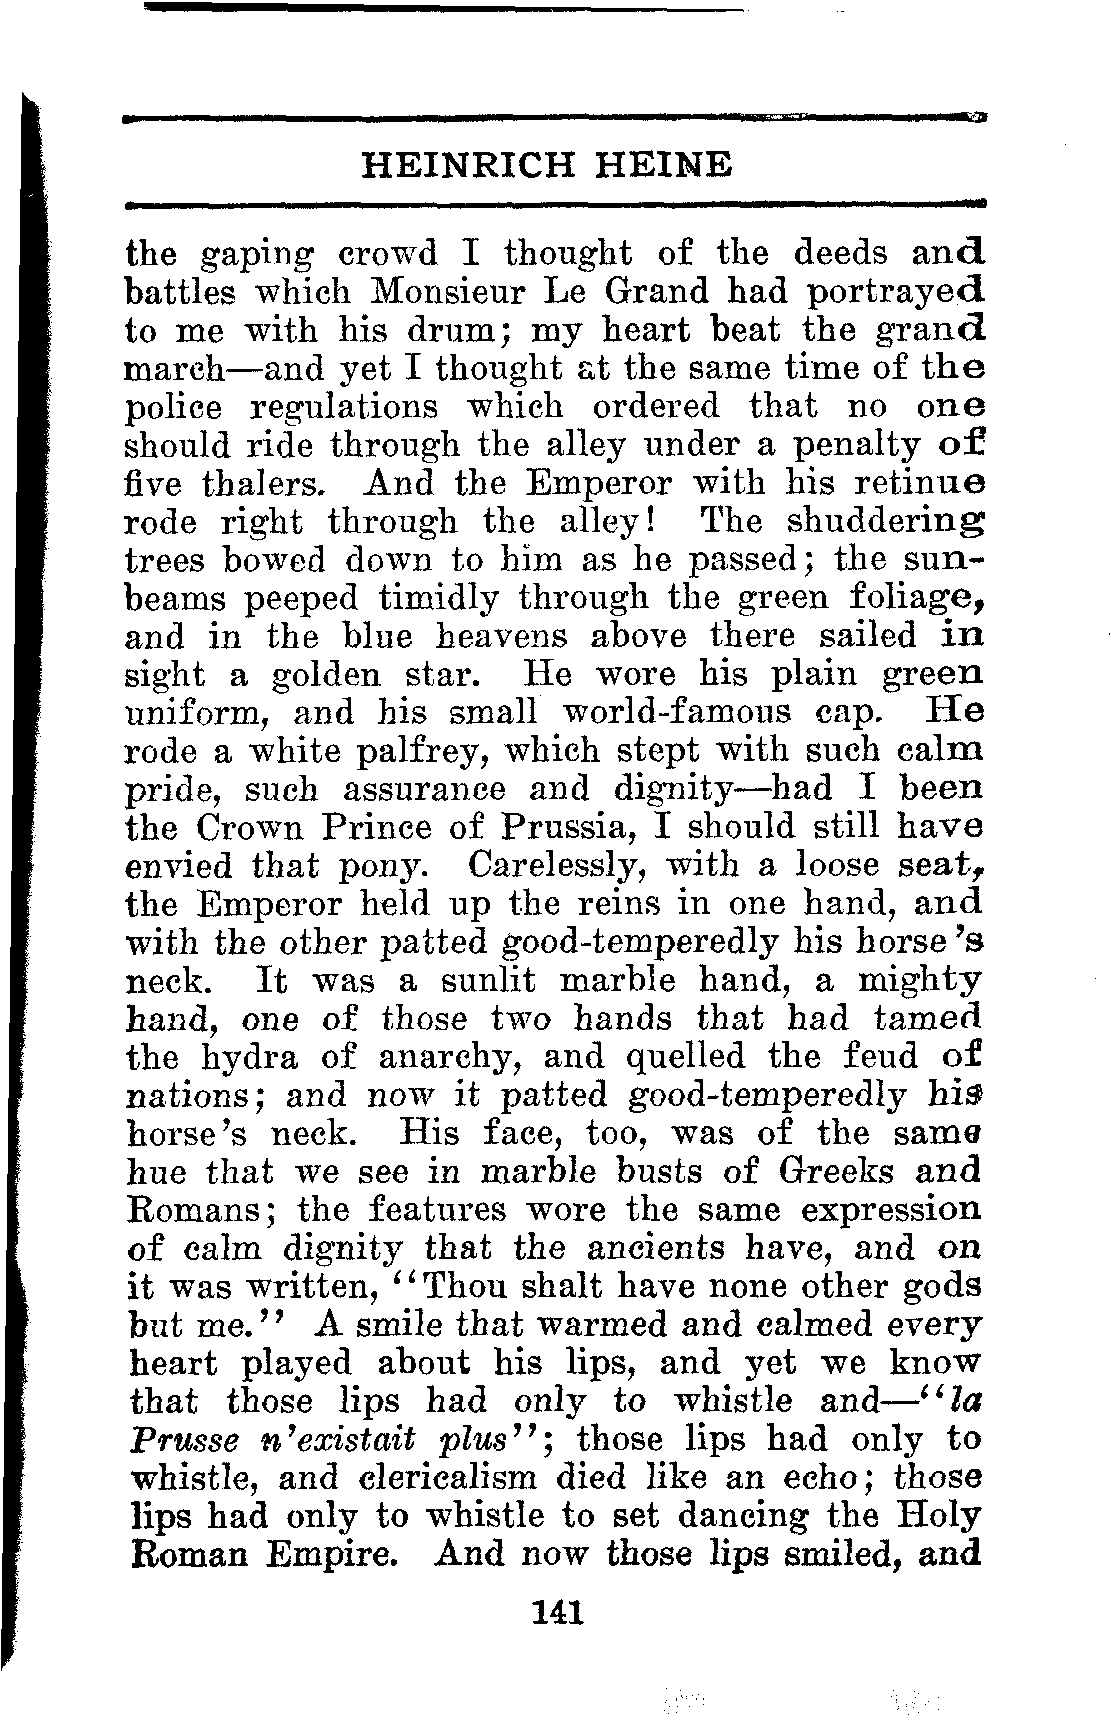 HEINRICH HEINE
the gaping crowd I thought of the deeds and
battles which Monsieur Le Grand had portrayed
to me with his drum; my heart beat the grand
march—and yet I thought at the same time of the
police regulations which ordered that no one
should ride through the alley under a penalty of
five thalers. And the Emperor with his retinue
rode right through the alley! The shuddering
trees bowed down to him as he passed; the sun-
beams peeped timidly through the green foliage,
and in the blue heavens above there sailed in
sight a golden star. He wore his plain green
uniform, and his small world-famous cap. He
rode a white palfrey, which stept with such calm
pride, such assurance and dignity—had I been
the Crown Prince of Prussia, I should still have
envied that pony. Carelessly, with a loose seat,
the Emperor held up the reins in one hand, and
with the other patted good-temperedly his horse's
neck. It was a sunlit marble hand, a mighty
hand, one of those two hands that had tamed
the hydra of anarchy, and quelled the feud of
nations; and now it patted good-temperedly his
horse's neck. His face, too, was of the same
hue that we see in marble busts of Greeks and
Romans; the features wore the same expression
of calm dignity that the ancients have, and on
it was written, "Thou shalt have none other gods
but me." A smile that warmed and calmed every
heart played about his lips, and yet we know
that those lips had only to whistle and—"la
Prusse n'existait plus"; those lips had only to
whistle, and clericalism died like an echo; those
lips had only to whistle to set dancing the Holy
Roman Empire. And now those lips smiled, and
141